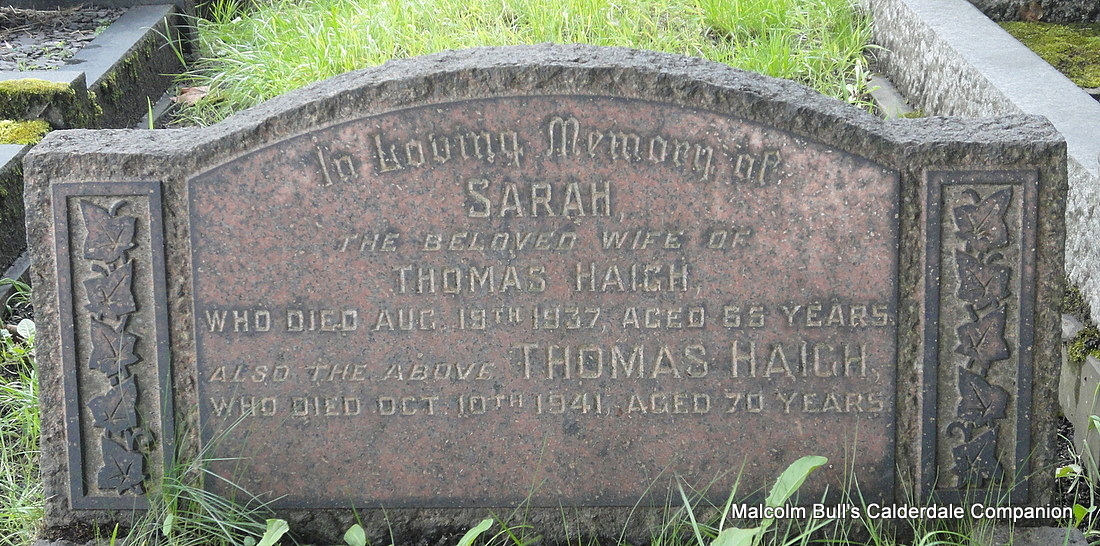 In Loving Memory of
SARAH,
THE BELOVED WIFE OF
THOMAS HAIGH,
WHO DIED AUG. 19TH 1937, AGED 66 YEARS.
ALSO THE ABOVE THOMAS HAIGH,
WHO DIED OCT. 10TH 1941, AGED 70 YEARS.
Malcolm Bull's Calderdale Companion